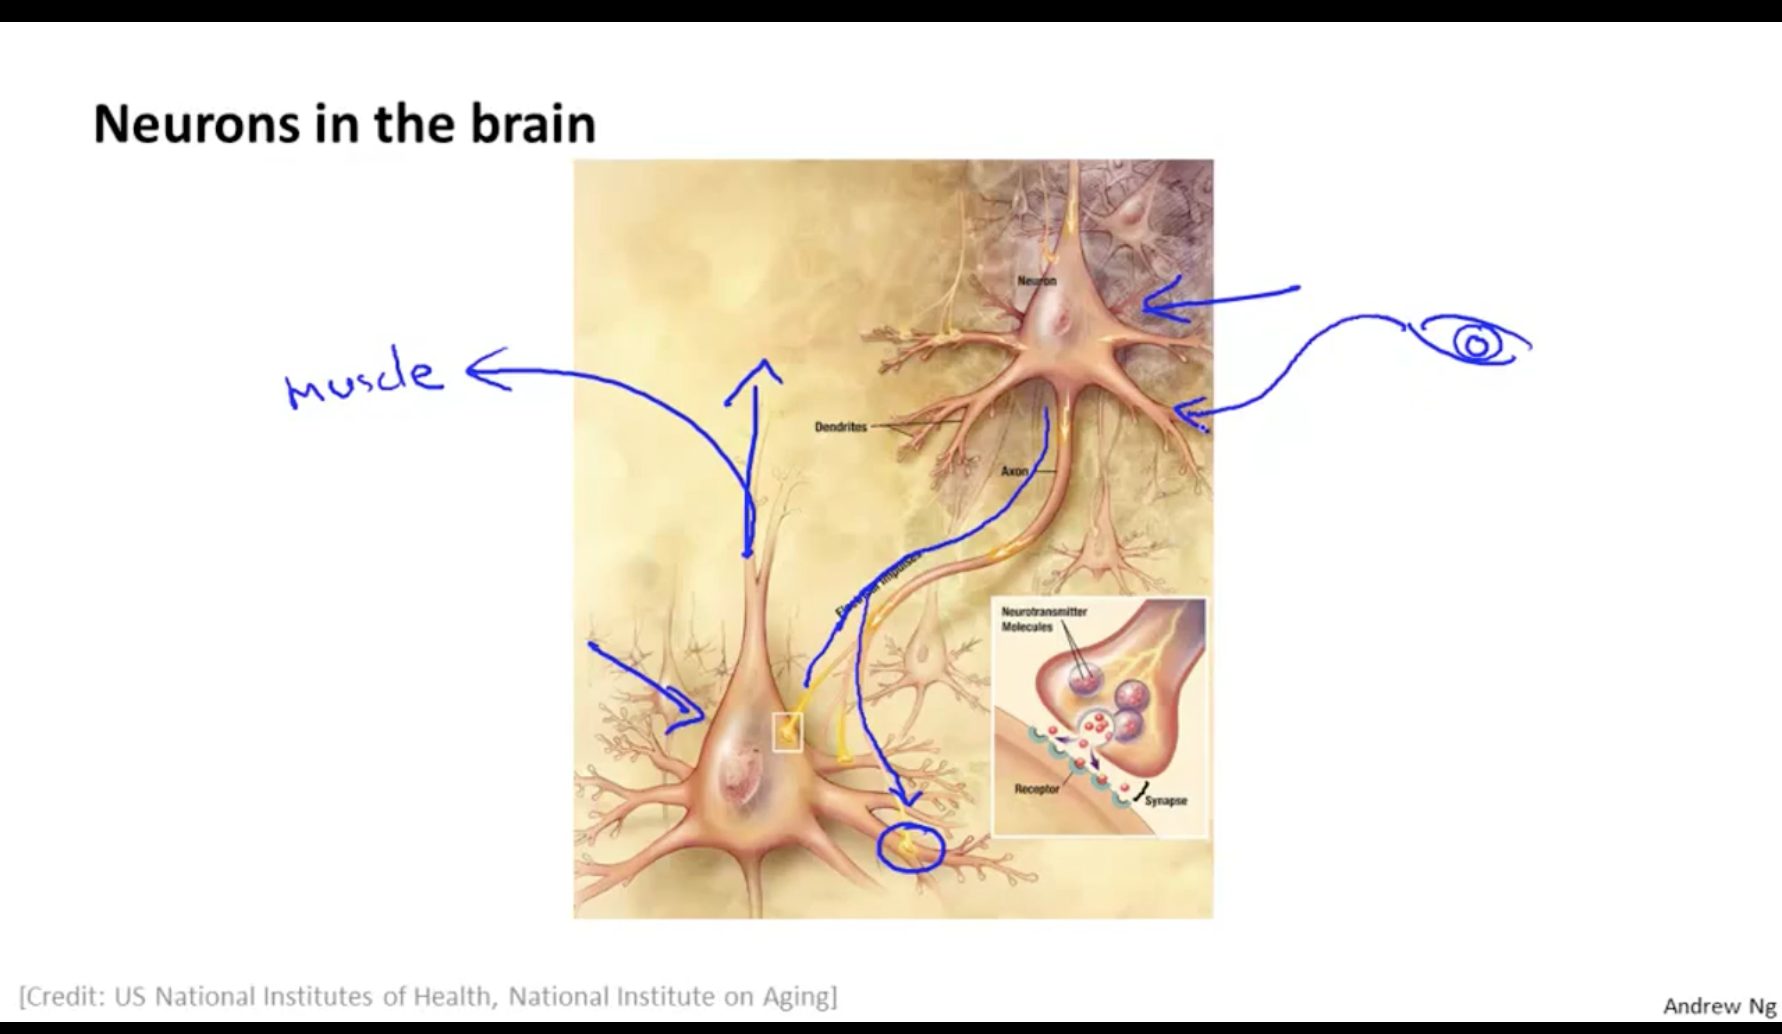 Neurons in the brain
Neuron
muscle
Dendrites
Axon
Electrical Impulses
Neurotransmitter
Molecules
Receptor
Synapse
[Credit: US National Institutes of Health, National Institute on Aging]
Andrew Ng